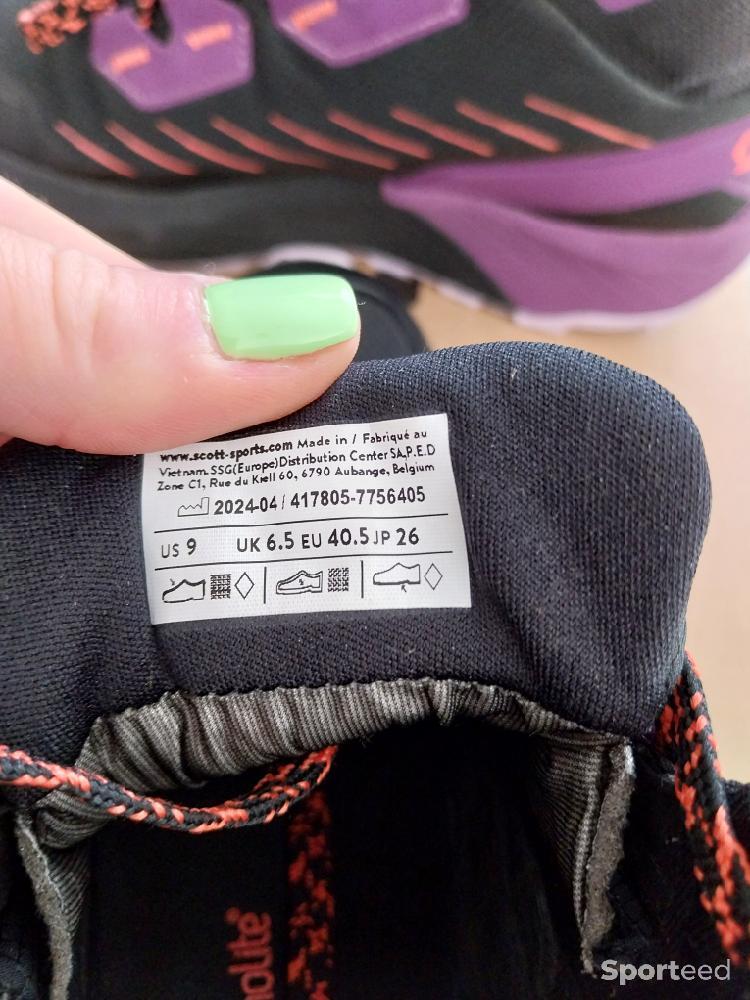 www.scott-sports.com Made in / Fabriqué au
Vietnam. SSG(Europe)Distribution Center SA,P.E.D
Zone C1, Rue du Kiell 60, 6790 Aubange, Belgium
2024-04 / 417805-7756405
US 9 UK 6.5 EU 40.5 JP 26
Sporteed